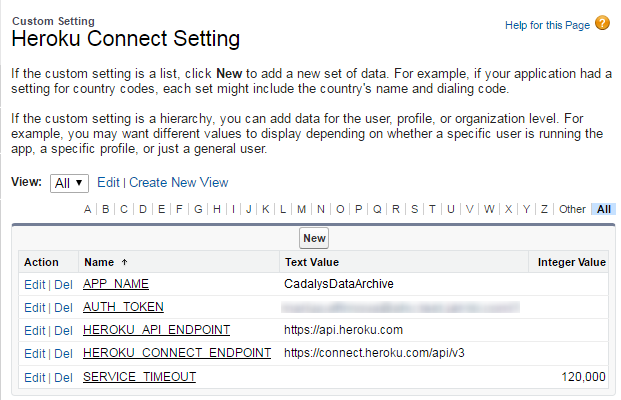 Custom Setting
Heroku Connect Setting
Help for this Page ?
If the custom setting is a list, click New to add a new set of data. For example, if your application had a
setting for country codes, each set might include the country's name and dialing code.
If the custom setting is a hierarchy, you can add data for the user, profile, or organization level. For
example, you may want different values to display depending on whether a specific user is running the
app, a specific profile, or just a general user.
View: All Edit | Create New View
A | B | C | D | E | F | G | H | I | J | K | L | M | N | O | P | Q | R | S | T | U | V | W | X | Y | Z | Other All
New
Action Name Text Value Integer Value
Edit | Del APP_NAME CadalysDataArchive
Edit | Del AUTH_TOKEN
Edit | Del HEROKU_API_ENDPOINT https://api.heroku.com
Edit | Del HEROKU_CONNECT_ENDPOINT https://connect.heroku.com/api/v3
Edit | Del SERVICE_TIMEOUT 120,000